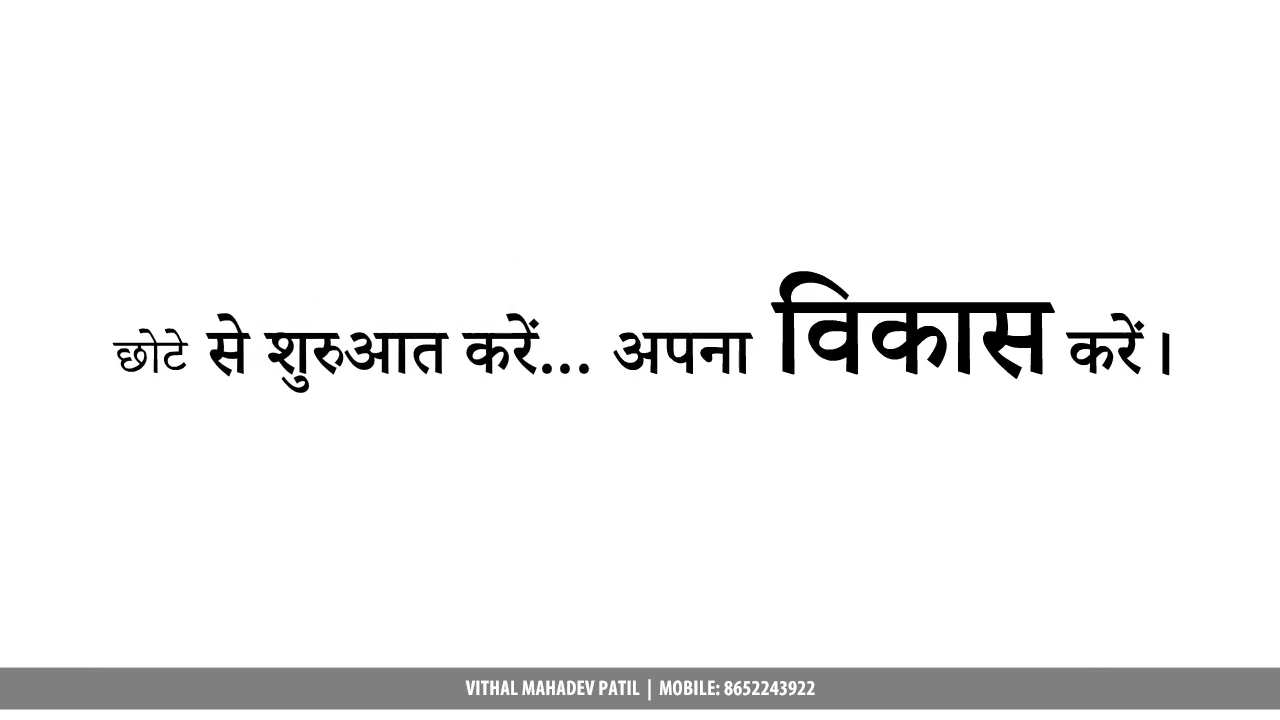 छोटे से शुरुआत करें... अपना विकास करें।
VITHAL MAHADEV PATIL | MOBILE: 8652243922